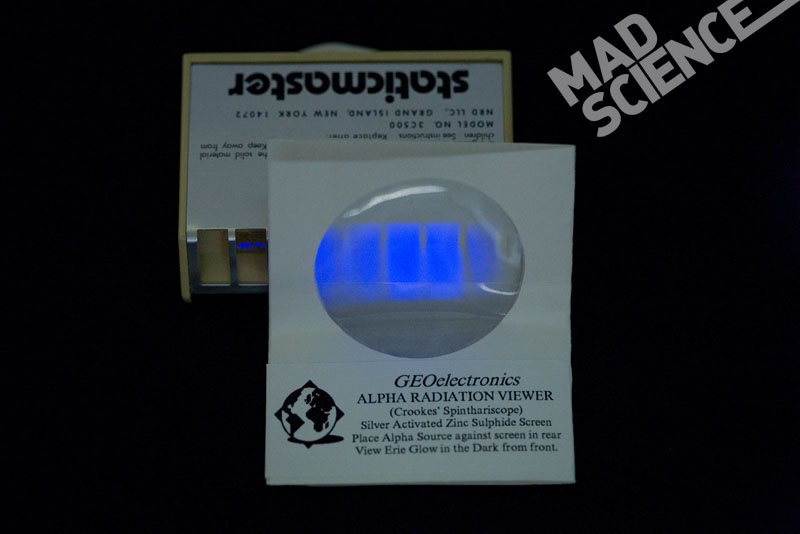 MAD
SCIENCE
staticmaster
NRD LLC, GRAND ISLAND, NEW YORK 14072
MODEL NO. 3C500
children. See instructions. Replace after:
he solid material
Keep away from
GEOelectronics
ALPHA RADIATION VIEWER
(Crookes' Spinthariscope)
Silver Activated Zinc Sulphide Screen
Place Alpha Source against screen in rear
View Erie Glow in the Dark from front.